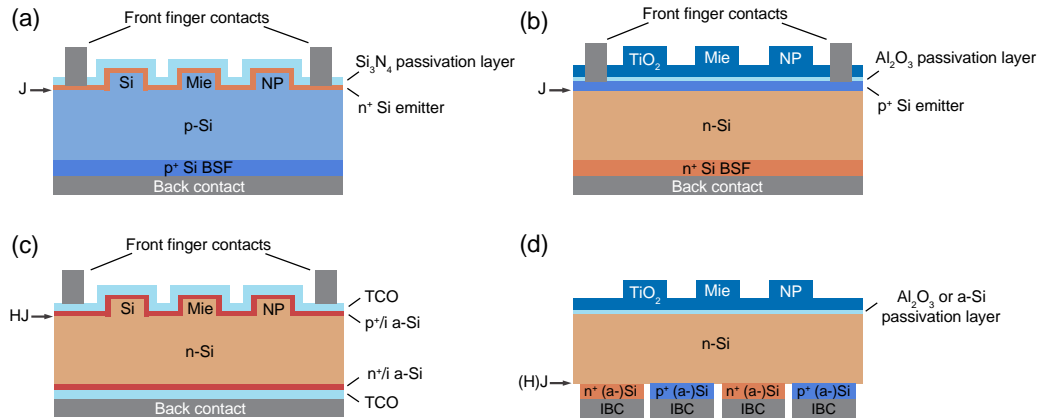 (a)
Front finger contacts
Si₃N₄ passivation layer
Si
Mie
NP
J
n⁺ Si emitter
p-Si
p⁺ Si BSF
Back contact
(b)
Front finger contacts
TiO₂
Mie
NP
Al₂O₃ passivation layer
J
p⁺ Si emitter
n-Si
n⁺ Si BSF
Back contact
(c)
Front finger contacts
TCO
Si
Mie
NP
HJ
p⁺/i a-Si
n-Si
n⁺/i a-Si
TCO
Back contact
(d)
TiO₂
Mie
NP
Al₂O₃ or a-Si
passivation layer
n-Si
(H)J
n⁺ (a-)Si
p⁺ (a-)Si
n⁺ (a-)Si
p⁺ (a-)Si
IBC
IBC
IBC
IBC